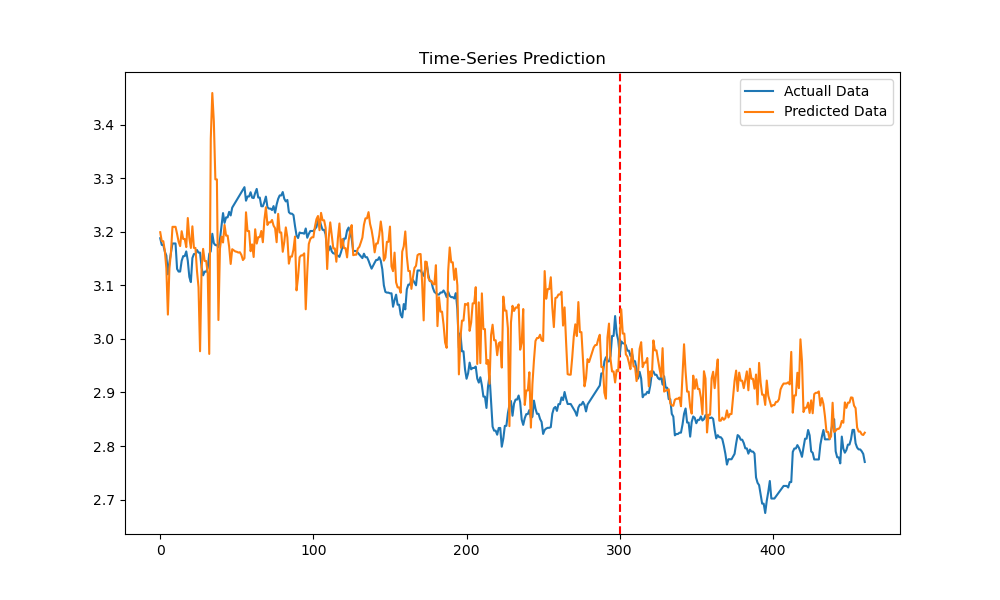 Time-Series Prediction
Actuall Data
Predicted Data
3.4
3.3
3.2
3.1
3.0
2.9
2.8
2.7
0 100 200 300 400